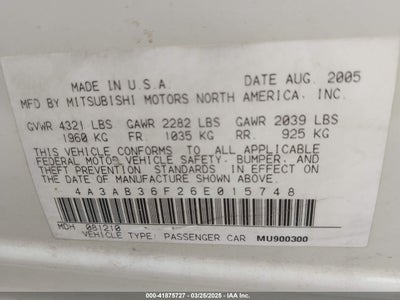 MADE IN U.S.A. DATE AUG. 2005
MFD BY MITSUBISHI MOTORS NORTH AMERICA, INC.
GVWR 4321 LBS GAWR 2282 LBS GAWR 2039 LBS
1960 KG FR. 1035 KG RR. 925 KG
THIS VEHICLE CONFORMS TO ALL APPLICABLE
FEDERAL MOTOR VEHICLE SAFETY, BUMPER, AND
THEFT PREVENTION STANDARDS IN EFFECT ON
THE DATE OF MANUFACTURE SHOWN ABOVE.
4A3AB36F26E015748
MDH 081210
VEHICLE TYPE: PASSENGER CAR MU900300
000-41875727 - 03/25/2025 - © IAA, Inc.